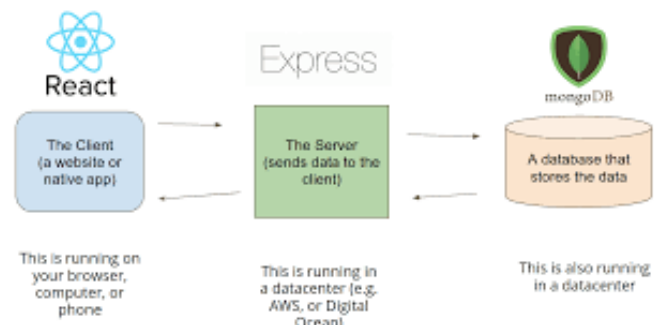 React
The Client
(a website or
native app)
This is running on
your browser,
computer, or
phone
Express
The Server
(sends data to the
client)
This is running in
a datacenter (e.g.
AWS, or Digital
Ocean)
mongoDB
A database that
stores the data
This is also running
in a datacenter